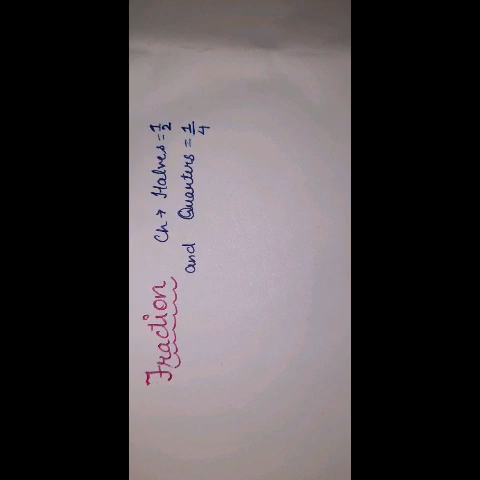 Fraction Ch → Halves = 1/2
and Quarters = 1/4